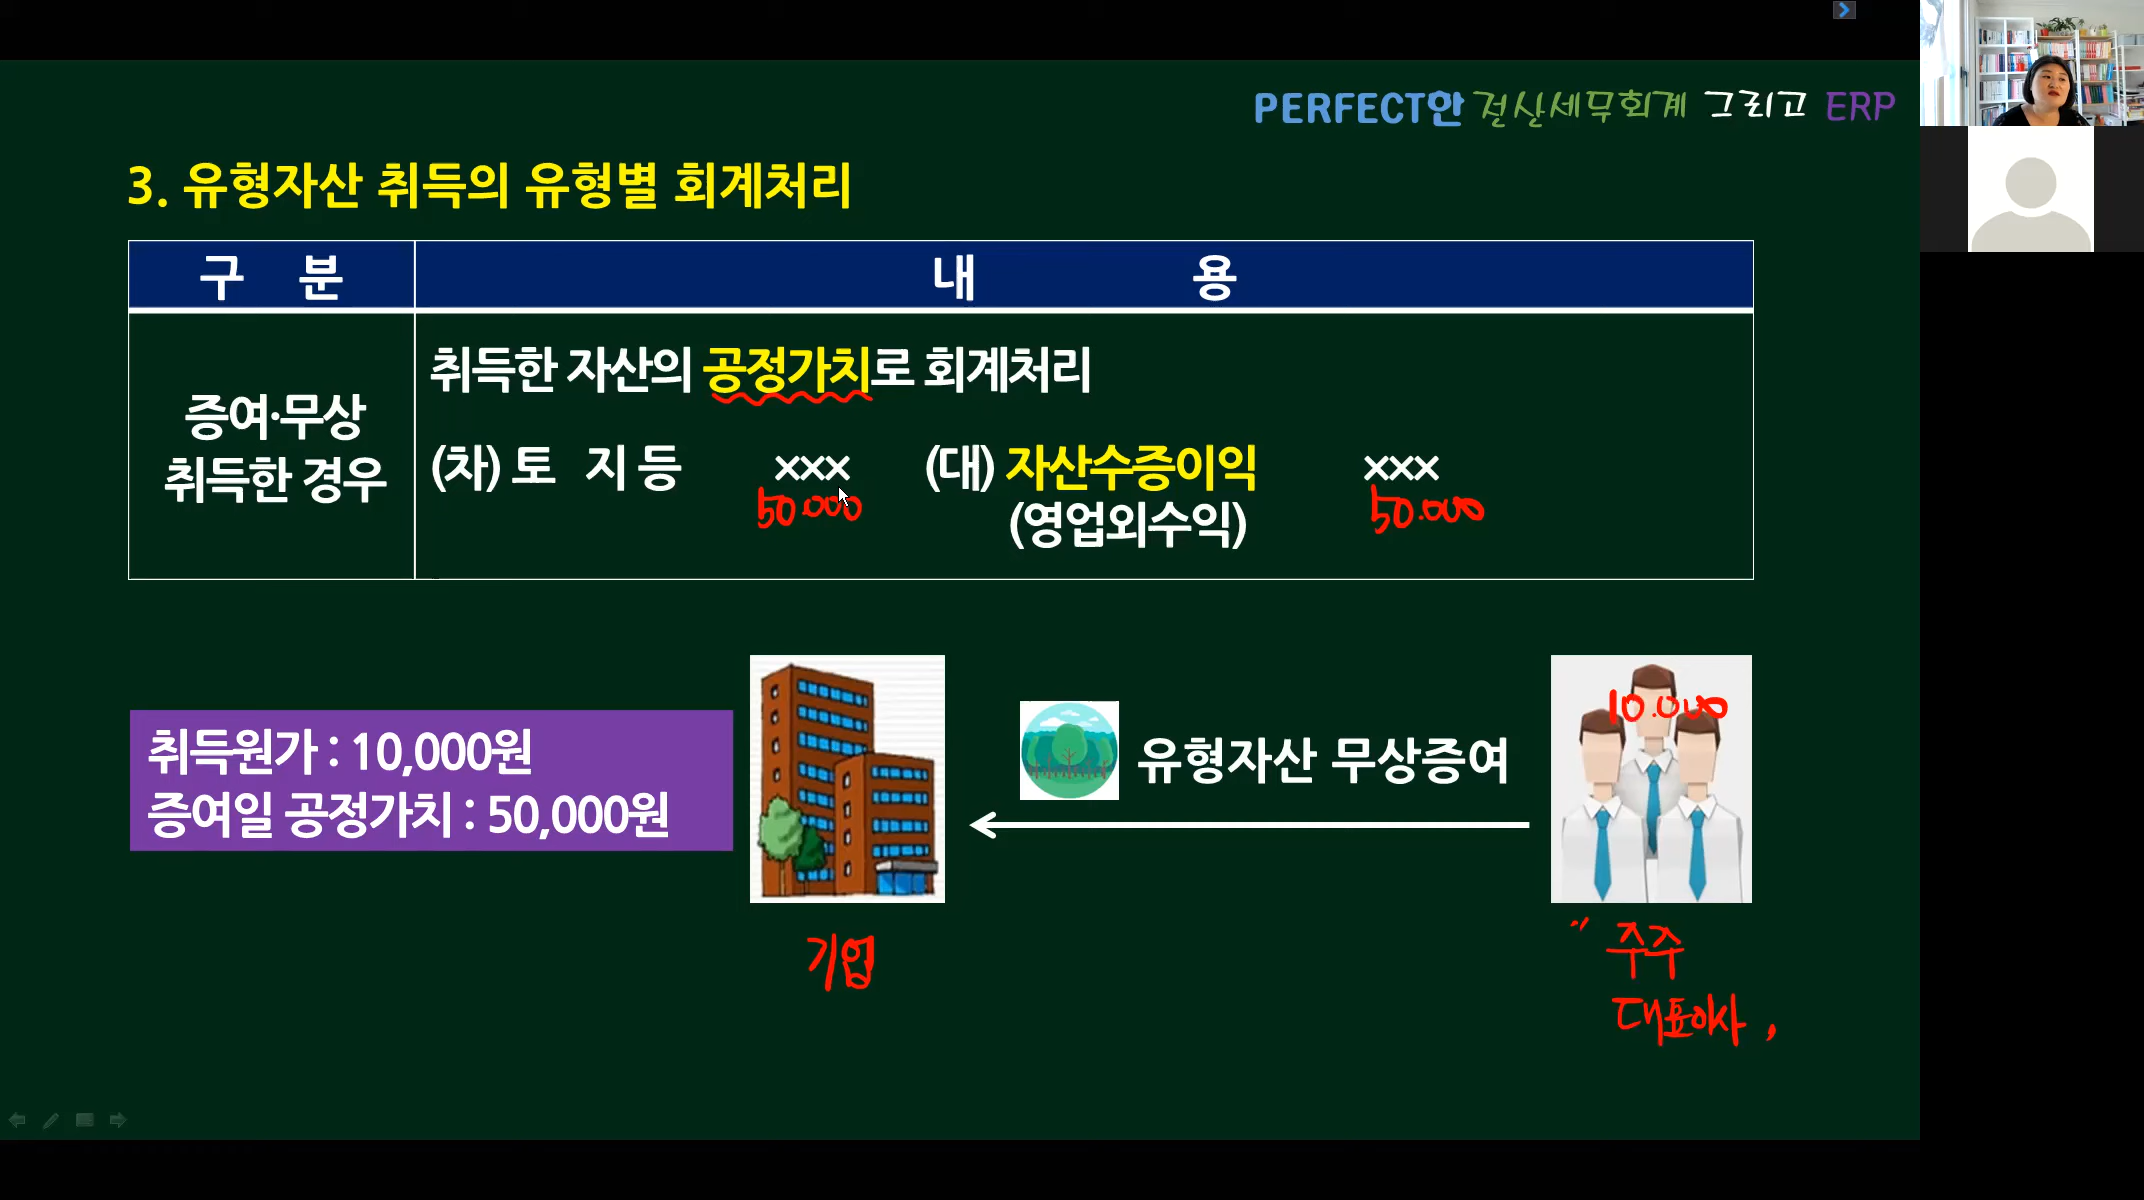 PERFECT한 전산세무회계 그리고 ERP
3. 유형자산 취득의 유형별 회계처리
구 분
내 용
증여·무상
취득한 경우
취득한 자산의 공정가치로 회계처리
(차) 토 지 등 ××× (대) 자산수증이익 ×××
50.000
(영업외수익)
50.000
취득원가 : 10,000원
증여일 공정가치 : 50,000원
유형자산 무상증여
10.000
기업
" 주주
대표이사 ,